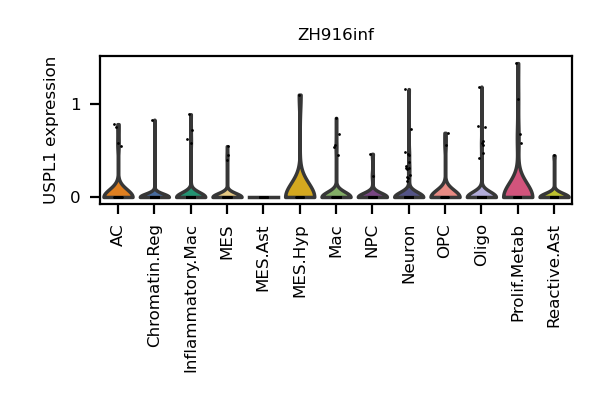 ZH916inf
USPL1 expression
1
0
AC
Chromatin.Reg
Inflammatory.Mac
MES
MES.Ast
MES.Hyp
Mac
NPC
Neuron
OPC
Oligo
Prolif.Metab
Reactive.Ast